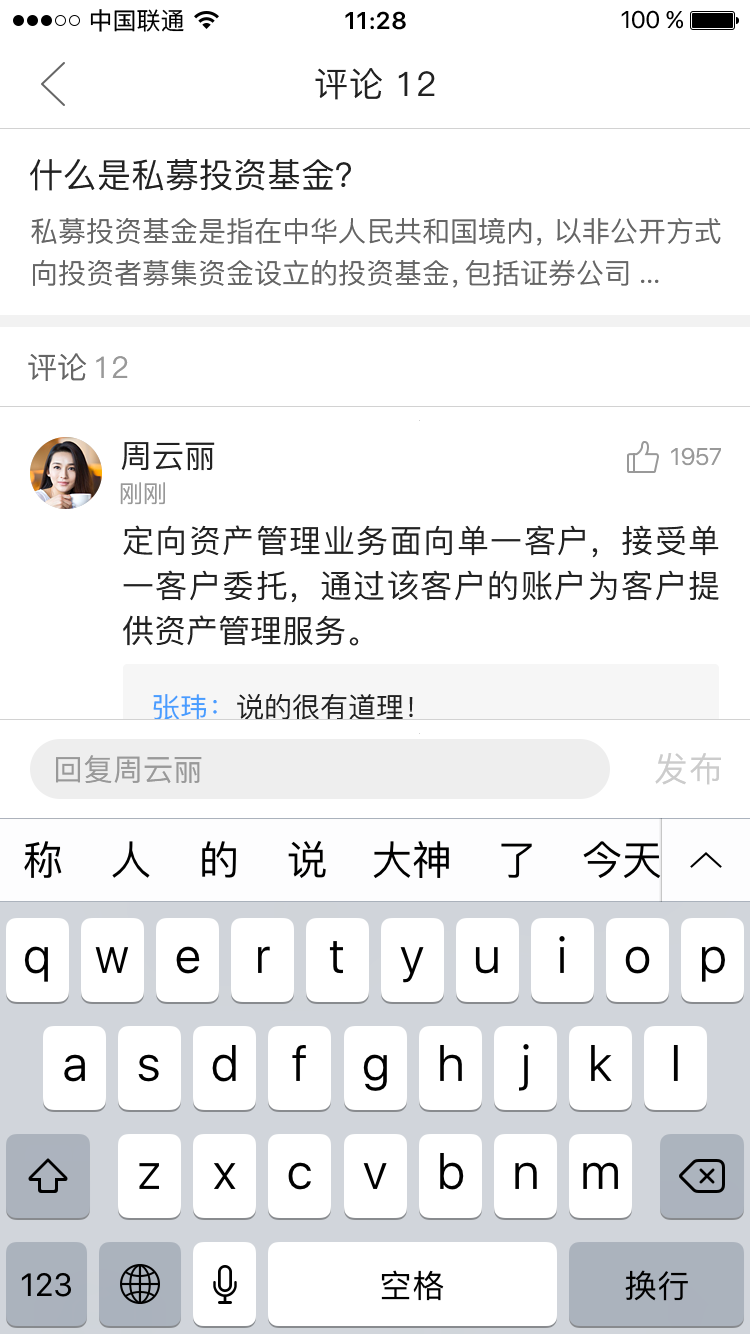 中国联通 11:28 100 %
评论 12
什么是私募投资基金?
私募投资基金是指在中华人民共和国境内, 以非公开方式
向投资者募集资金设立的投资基金, 包括证券公司 ...
评论 12
周云丽 1957
刚刚
定向资产管理业务面向单一客户，接受单
一客户委托，通过该客户的账户为客户提
供资产管理服务。
张玮：说的很有道理！
回复周云丽 发布
称 人 的 说 大神 了 今天
q w e r t y u i o p
a s d f g h j k l
z x c v b n m
123 空格 换行